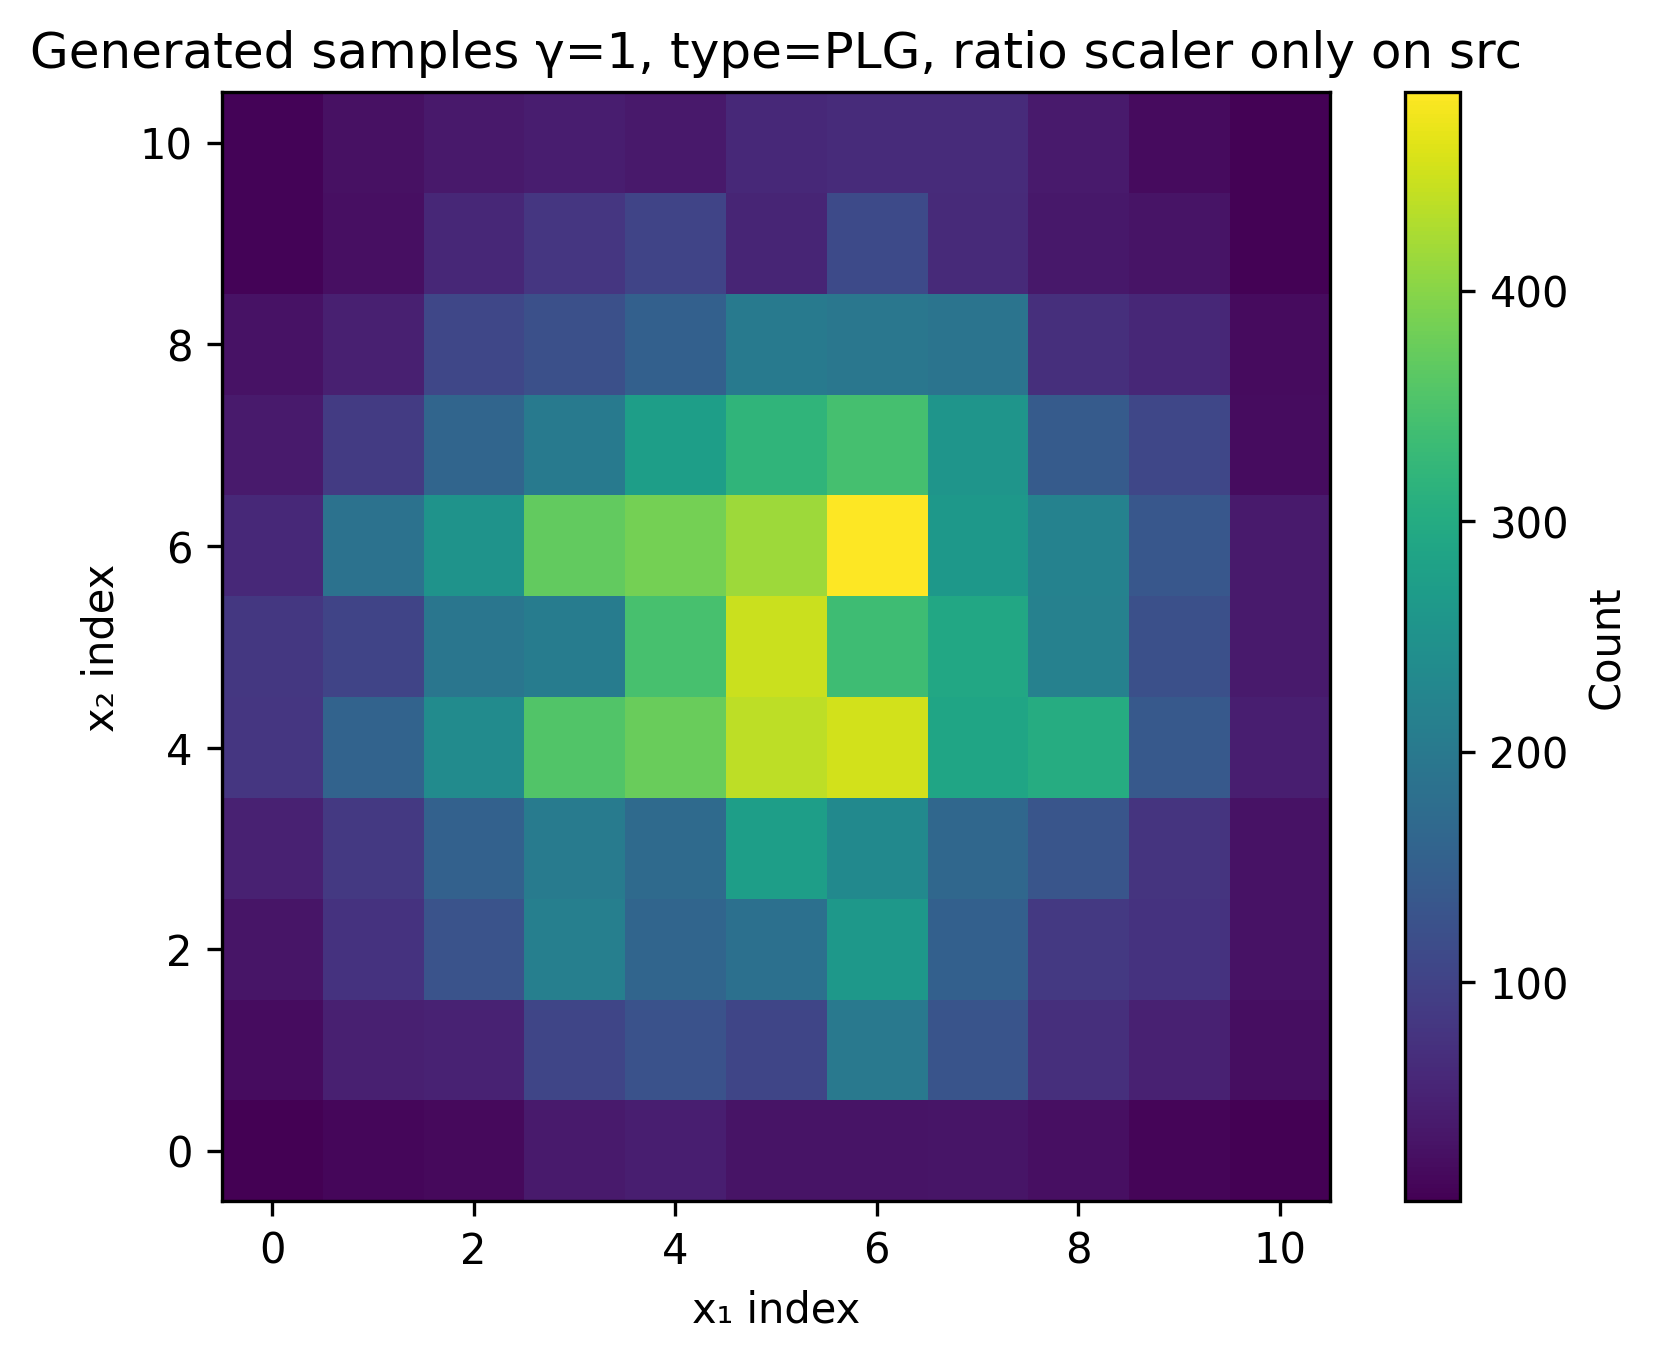 Generated samples γ=1, type=PLG, ratio scaler only on src
10
8
6
4
2
0
x₂ index
0 2 4 6 8 10
x₁ index
400
300
200
100
Count